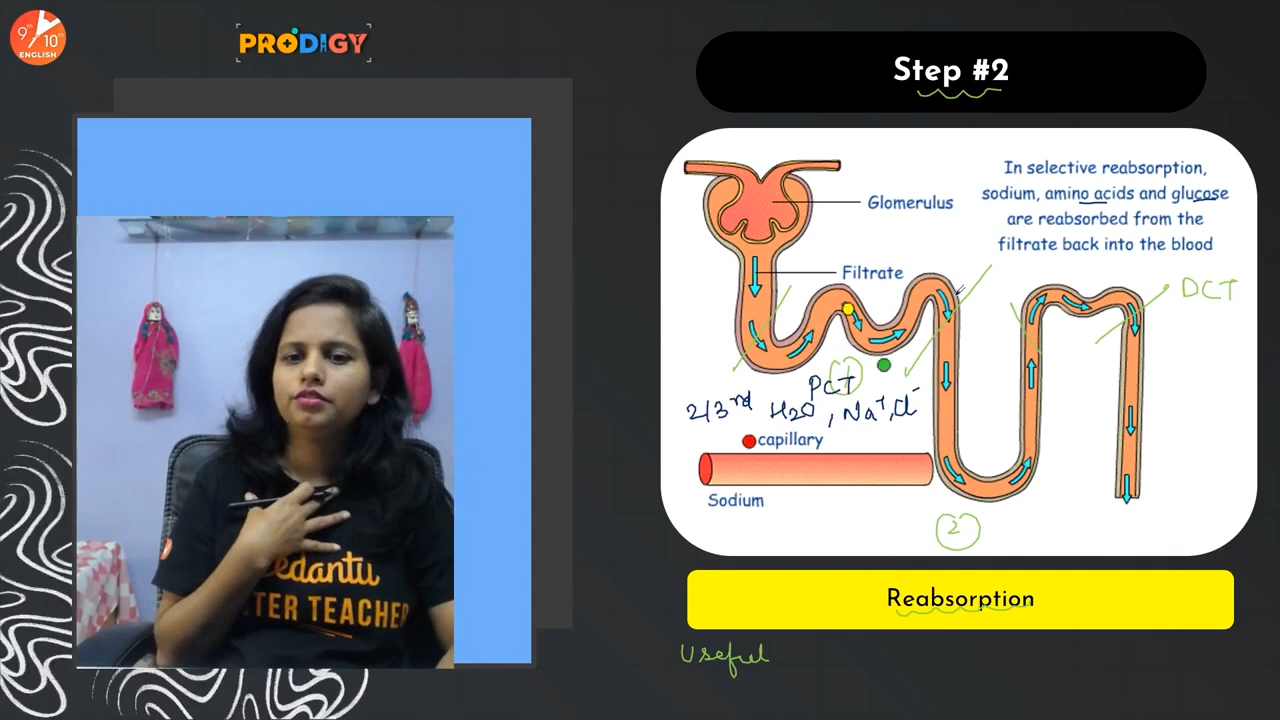 9th 10th
ENGLISH
PRODIGY
Step #2
Glomerulus
In selective reabsorption,
sodium, amino acids and glucose
are reabsorbed from the
filtrate back into the blood
Filtrate
DCT
1
PCT
2/3rd H2O, Na+, Cl-
capillary
Sodium
2
edantu
TER TEACHER
Reabsorption
Useful